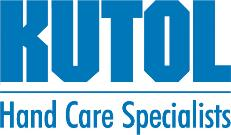 KUTOL
Hand Care Specialists